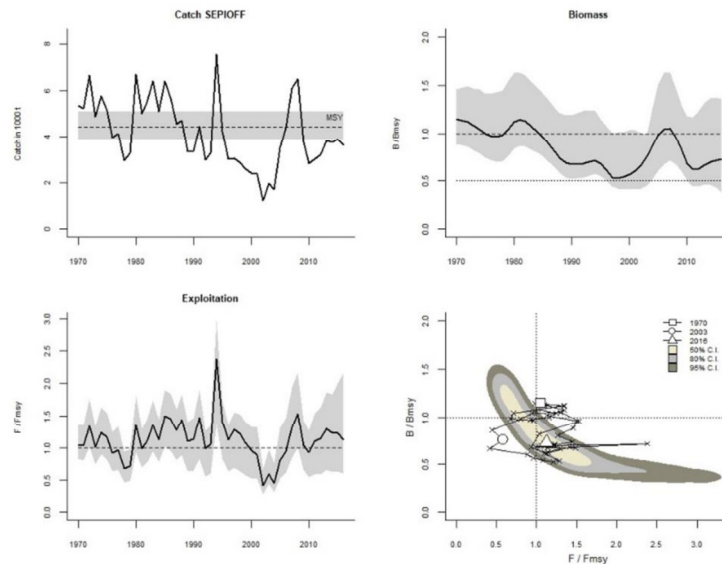 Catch SEPIOFF
Catch in 1000t
8
6
4
2
0
MSY
1970 1980 1990 2000 2010
Biomass
B / Bmsy
2.0
1.5
1.0
0.5
0.0
1970 1980 1990 2000 2010
Exploitation
F / Fmsy
3.0
2.5
2.0
1.5
1.0
0.5
0.0
1970 1980 1990 2000 2010
B / Bmsy
2.0
1.5
1.0
0.5
0.0
1970
2003
2016
50% C.I.
80% C.I.
95% C.I.
0.0 0.5 1.0 1.5 2.0 2.5 3.0
F / Fmsy